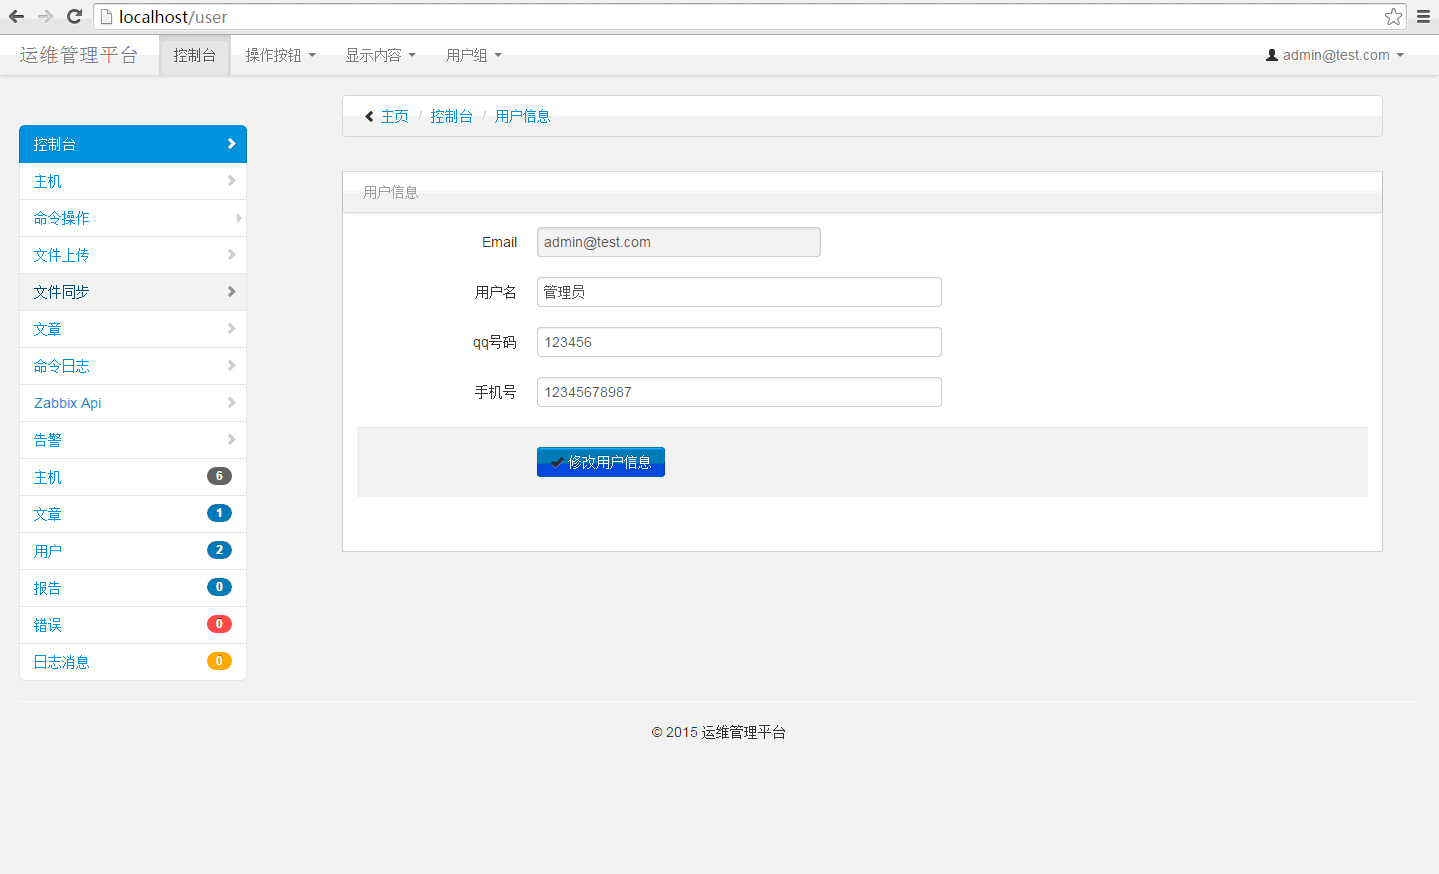 localhost/user
运维管理平台 控制台 操作按钮 显示内容 用户组 admin@test.com
主页 / 控制台 / 用户信息
控制台
主机
命令操作
文件上传
文件同步
文章
命令日志
Zabbix Api
告警
主机 6
文章 1
用户 2
报告 0
错误 0
日志消息 0
用户信息
Email admin@test.com
用户名 管理员
qq号码 123456
手机号 12345678987
修改用户信息
© 2015 运维管理平台